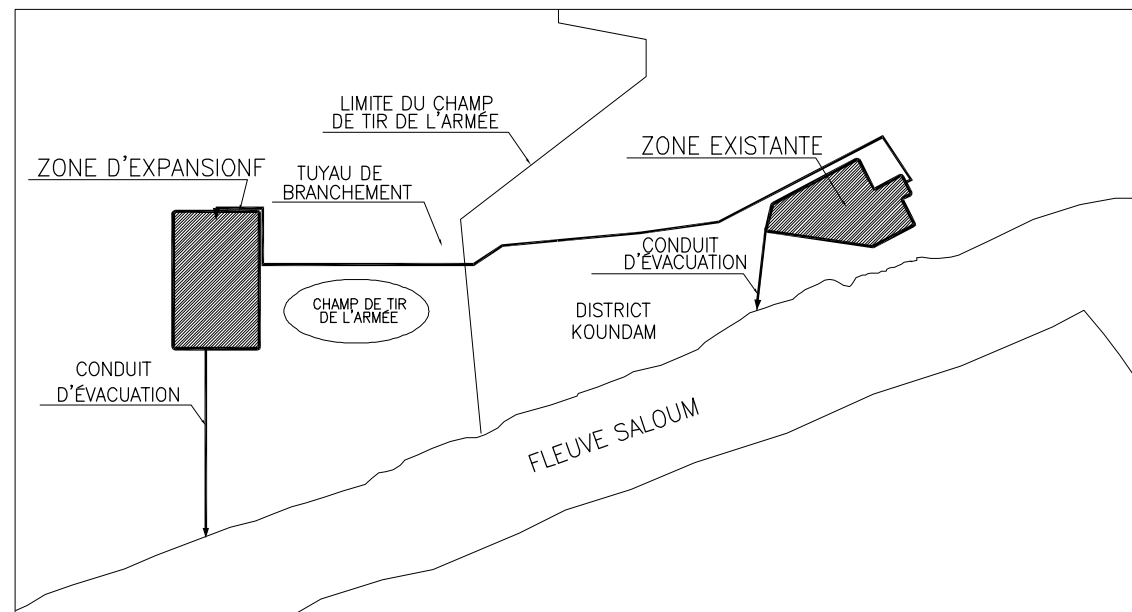 LIMITE DU CHAMP
DE TIR DE L'ARMÉE
ZONE EXISTANTE
ZONE D'EXPANSIONF
TUYAU DE
BRANCHEMENT
CONDUIT
D'ÉVACUATION
CHAMP DE TIR
DE L'ARMÉE
DISTRICT
KOUNDAM
CONDUIT
D'ÉVACUATION
FLEUVE SALOUM